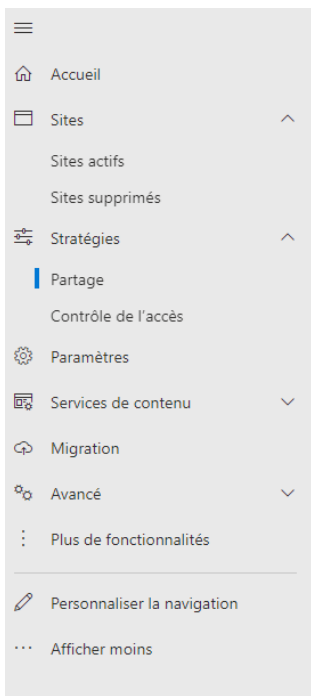 Accueil
Sites
Sites actifs
Sites supprimés
Stratégies
Partage
Contrôle de l'accès
Paramètres
Services de contenu
Migration
Avancé
Plus de fonctionnalités
Personnaliser la navigation
Afficher moins